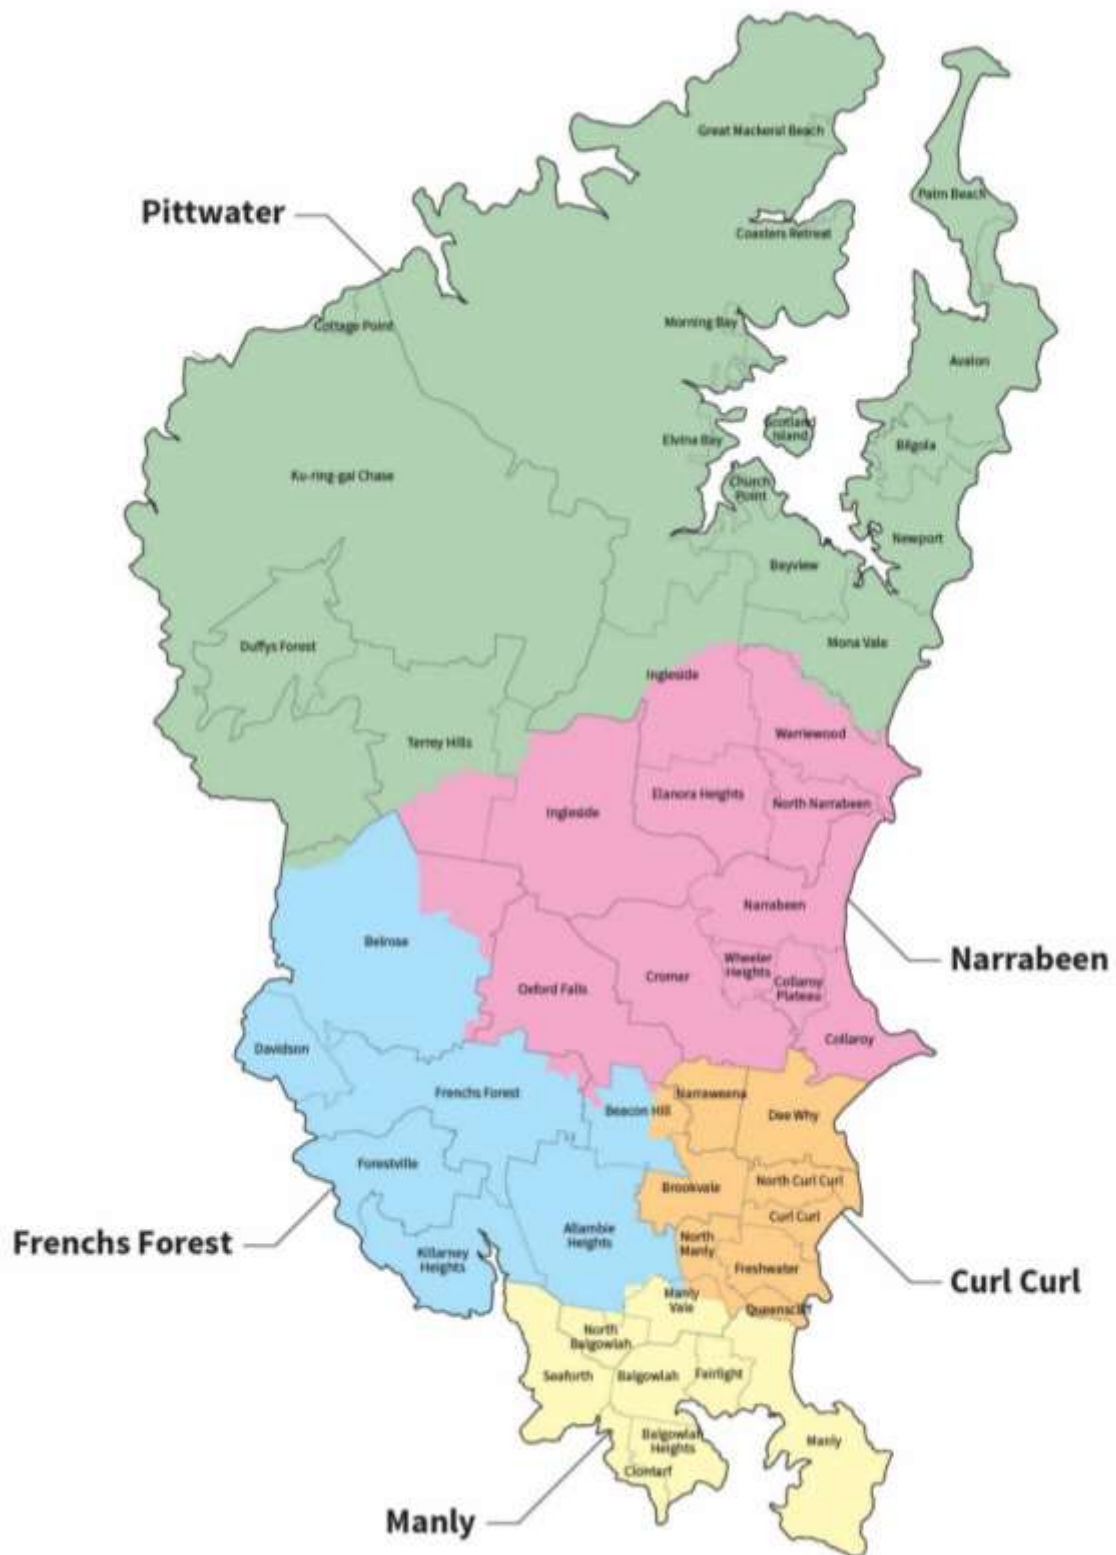 Great Mackeral Beach
Palm Beach
Pittwater
Coasters Retreat
Cottage Point
Morning Bay
Avalon
Scotland
Island
Elvina Bay
Bilgola
Ku-ring-gai Chase
Church
Point
Newport
Bayview
Duffys Forest
Mona Vale
Ingleside
Terrey Hills
Warriewood
Elanora Heights
North Narrabeen
Ingleside
Narrabeen
Belrose
Narrabeen
Wheeler
Heights
Cromer
Oxford Falls
Collaroy
Plateau
Collaroy
Davidson
Frenchs Forest
Narraweena
Beacon Hill
Dee Why
Forestville
North Curl Curl
Brookvale
Curl Curl
Allambie
Heights
North
Manly
Frenchs Forest
Killarney
Heights
Freshwater
Curl Curl
Manly
Vale
Queenscliff
North
Balgowlah
Seaforth
Balgowlah
Fairlight
Balgowlah
Heights
Manly
Clontarf
Manly